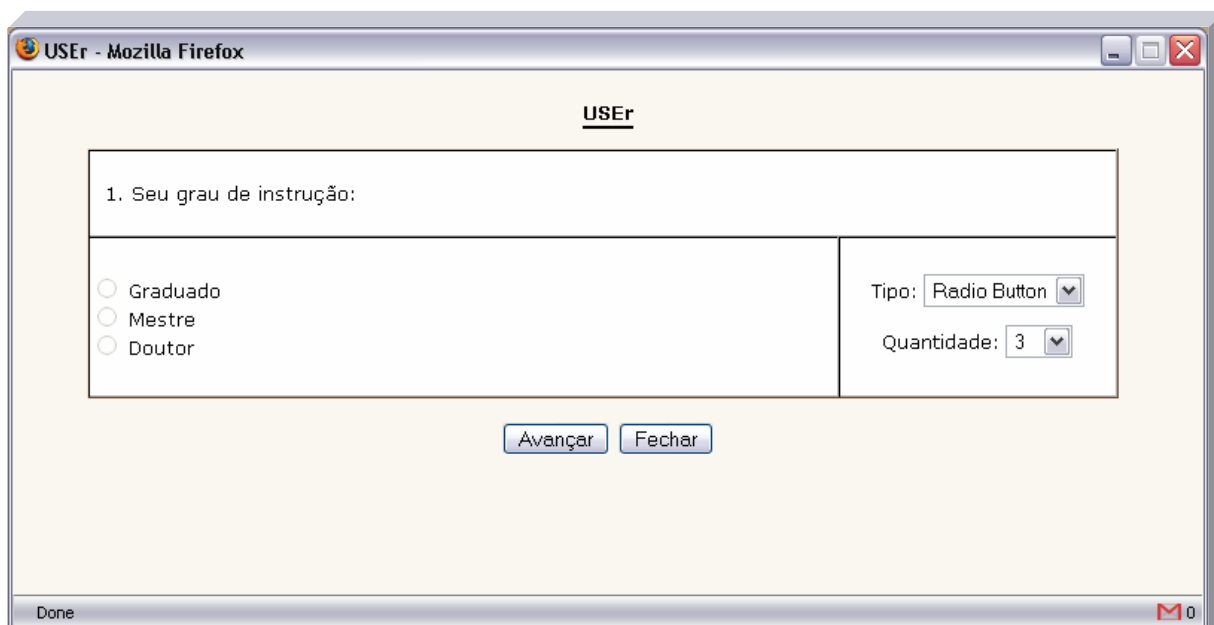 USEr - Mozilla Firefox
USEr
1. Seu grau de instrução:
Graduado
Mestre
Doutor
Tipo: Radio Button
Quantidade: 3
Avançar Fechar
Done 0